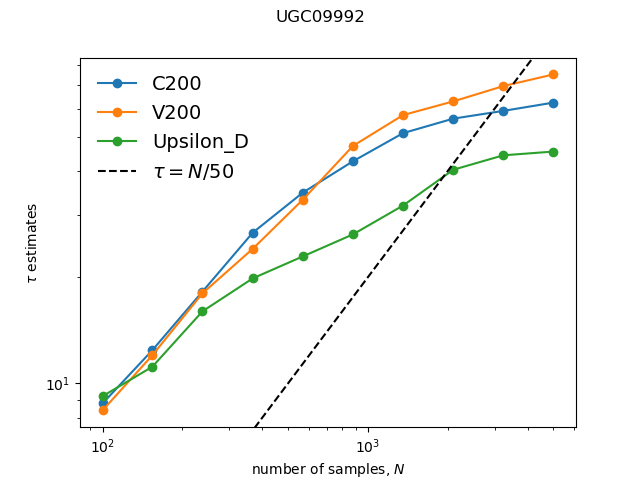 UGC09992
C200
V200
Upsilon_D
τ = N/50
τ estimates
10¹
10² 10³
number of samples, N